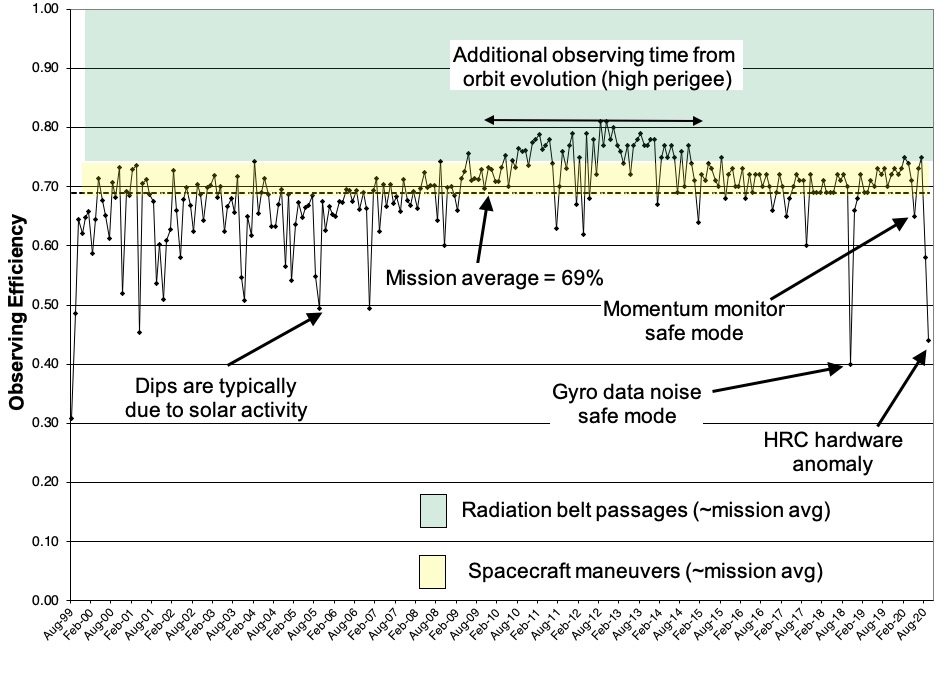 1.00
0.90
0.80
0.70
0.60
0.50
0.40
0.30
0.20
0.10
0.00
Observing Efficiency
Additional observing time from
orbit evolution (high perigee)
Mission average = 69%
Momentum monitor
safe mode
Dips are typically
due to solar activity
Gyro data noise
safe mode
HRC hardware
anomaly
Radiation belt passages (~mission avg)
Spacecraft maneuvers (~mission avg)
Aug-99
Feb-00
Aug-00
Feb-01
Aug-01
Feb-02
Aug-02
Feb-03
Aug-03
Feb-04
Aug-04
Feb-05
Aug-05
Feb-06
Aug-06
Feb-07
Aug-07
Feb-08
Aug-08
Feb-09
Aug-09
Feb-10
Aug-10
Feb-11
Aug-11
Feb-12
Aug-12
Feb-13
Aug-13
Feb-14
Aug-14
Feb-15
Aug-15
Feb-16
Aug-16
Feb-17
Aug-17
Feb-18
Aug-18
Feb-19
Aug-19
Feb-20
Aug-20